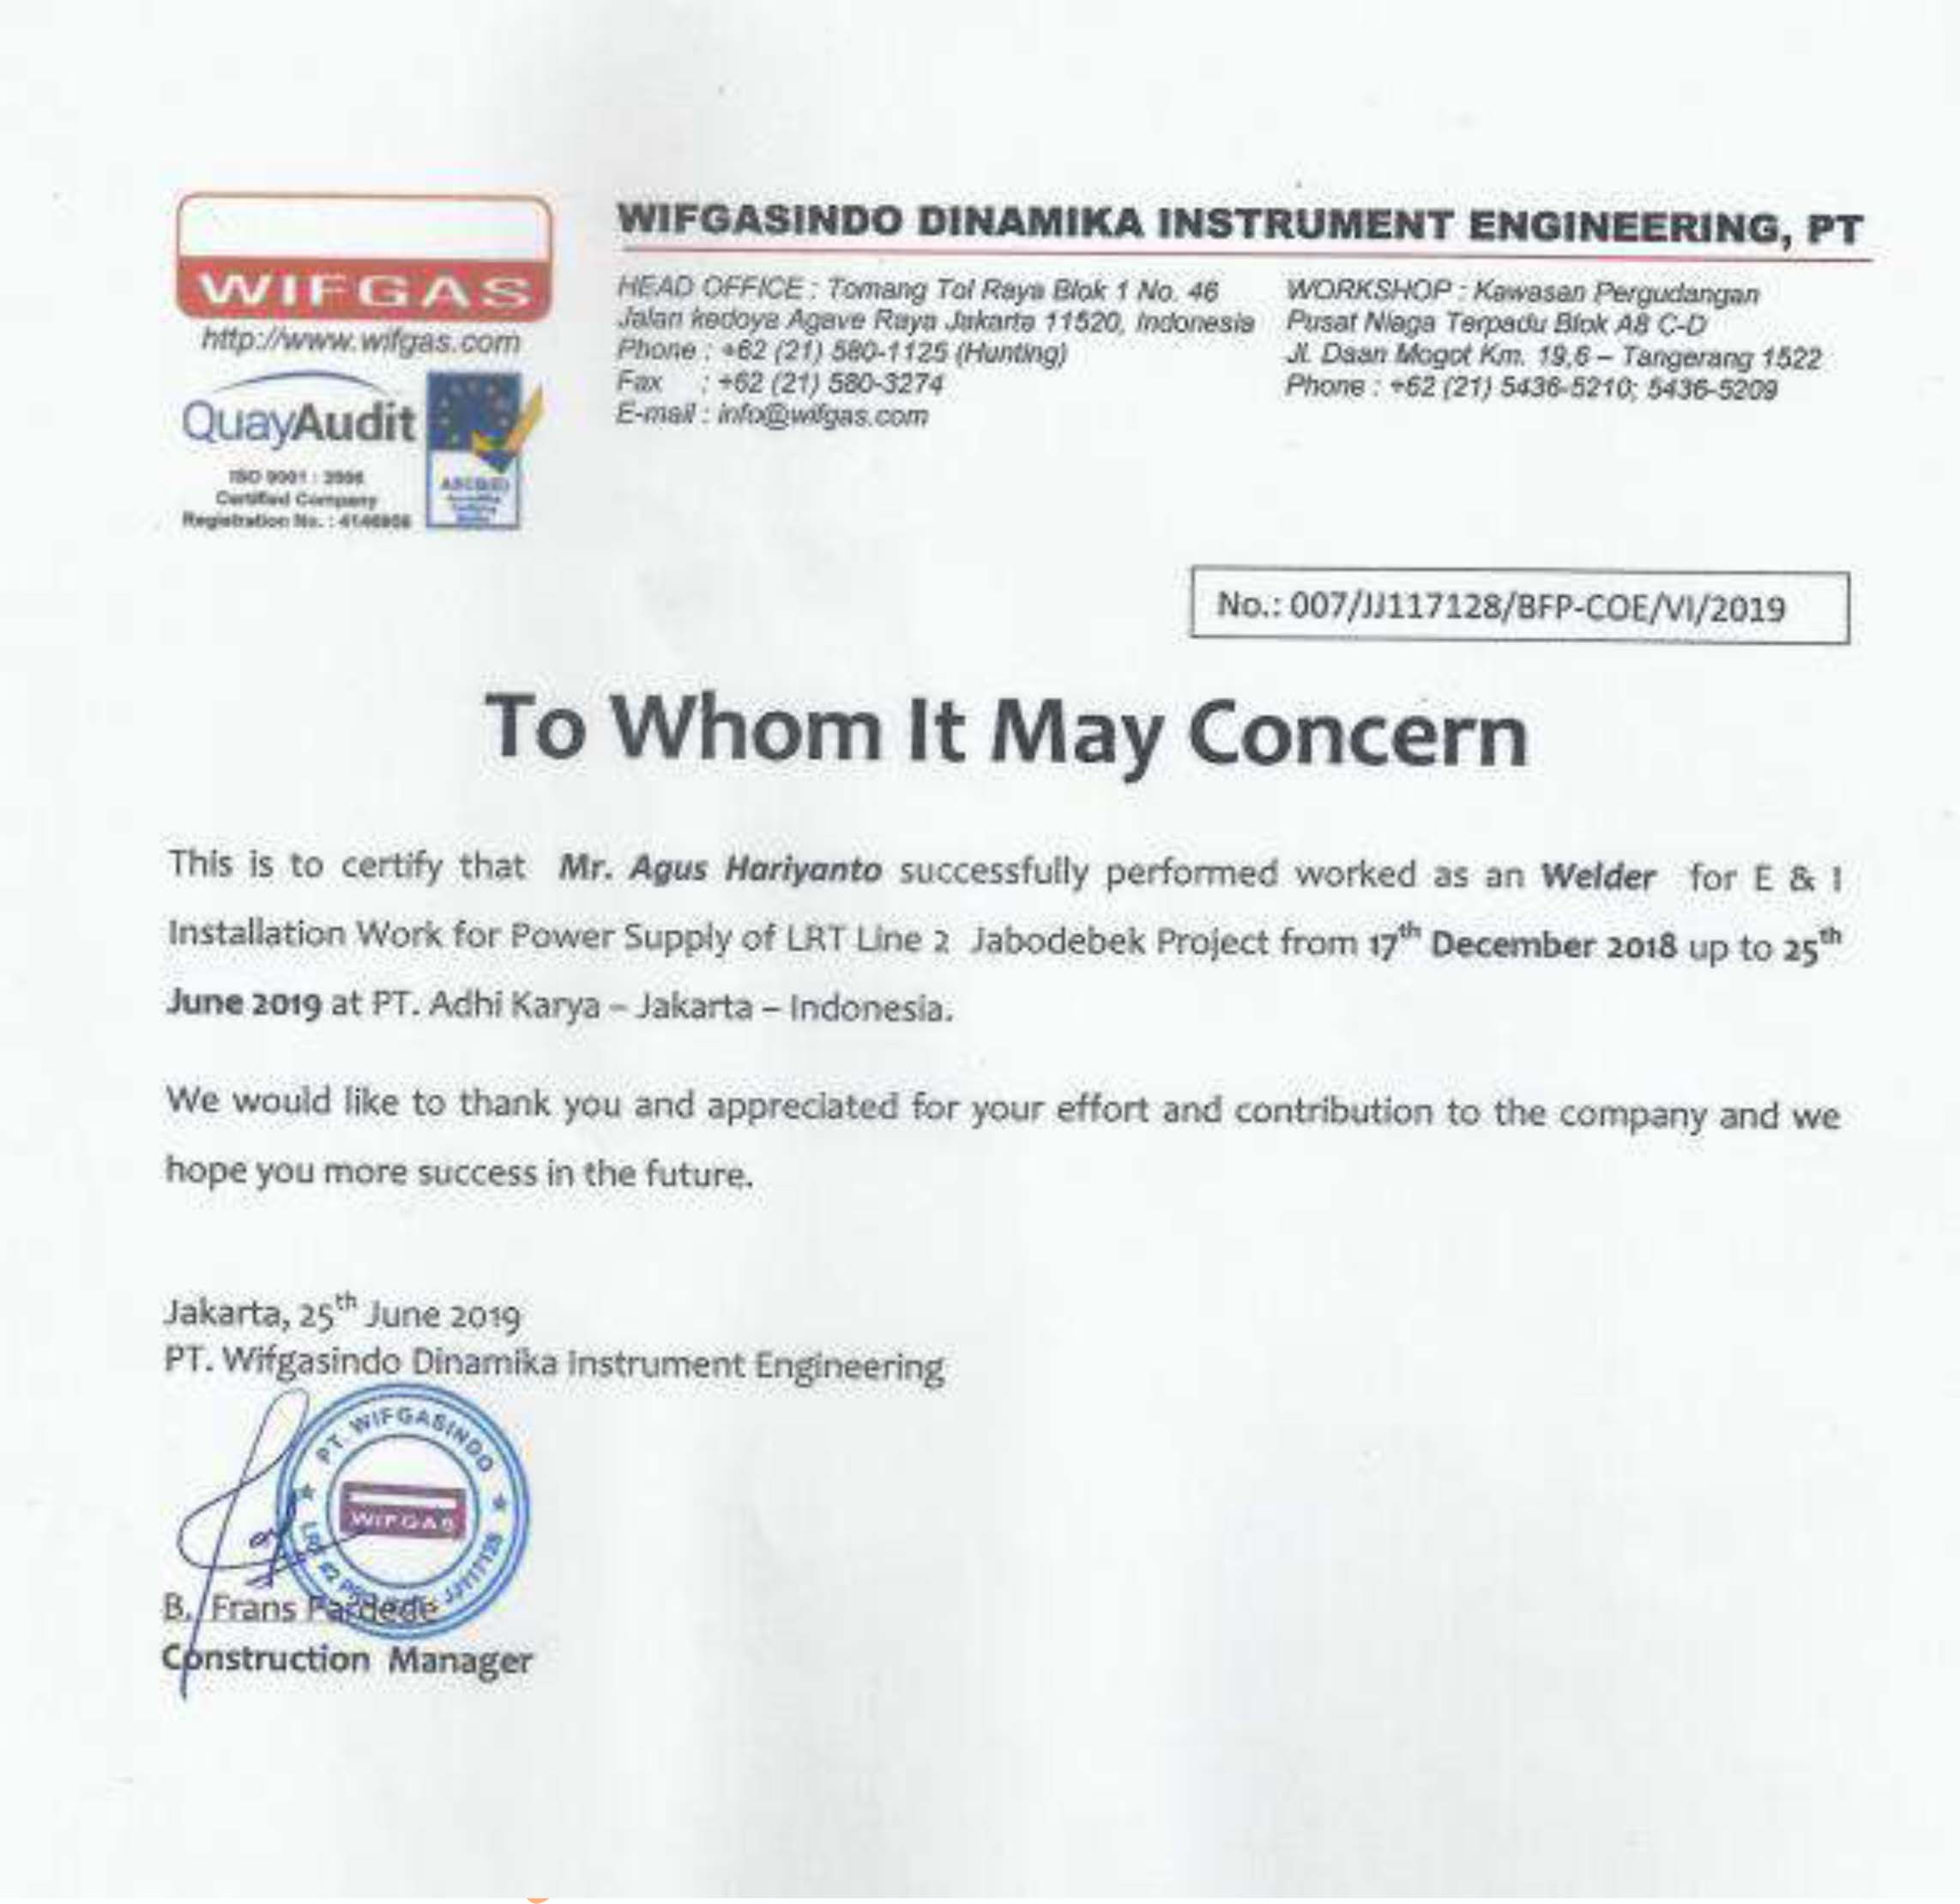 WIFGAS
http://www.wifgas.com
QuayAudit
Certified Company
Registration No. :
WIFGASINDO DINAMIKA INSTRUMENT ENGINEERING, PT
HEAD OFFICE : Tomang Tol Raya Blok 1 No. 46
Jalan kedoya Agave Raya Jakarta 11520, Indonesia
Phone : +62 (21) 580-1125 (Hunting)
Fax : +62 (21) 580-3274
E-mail : info@wifgas.com
WORKSHOP : Kawasan Pergudangan
Pusat Niaga Terpadu Blok A8 C-D
Jl. Daan Mogot Km. 19,6 – Tangerang 1522
Phone : +62 (21) 5436-5210; 5436-5209
No.: 007/JJ117128/BFP-COE/VI/2019
To Whom It May Concern
This is to certify that Mr. Agus Hariyanto successfully performed worked as an Welder for E & I
Installation Work for Power Supply of LRT Line 2 Jabodebek Project from 17th December 2018 up to 25th
June 2019 at PT. Adhi Karya – Jakarta – Indonesia.
We would like to thank you and appreciated for your effort and contribution to the company and we
hope you more success in the future.
Jakarta, 25th June 2019
PT. Wifgasindo Dinamika Instrument Engineering
PT. WIFGASINDO
WIFGAS
JJ117128
B. Frans Pardede
Construction Manager